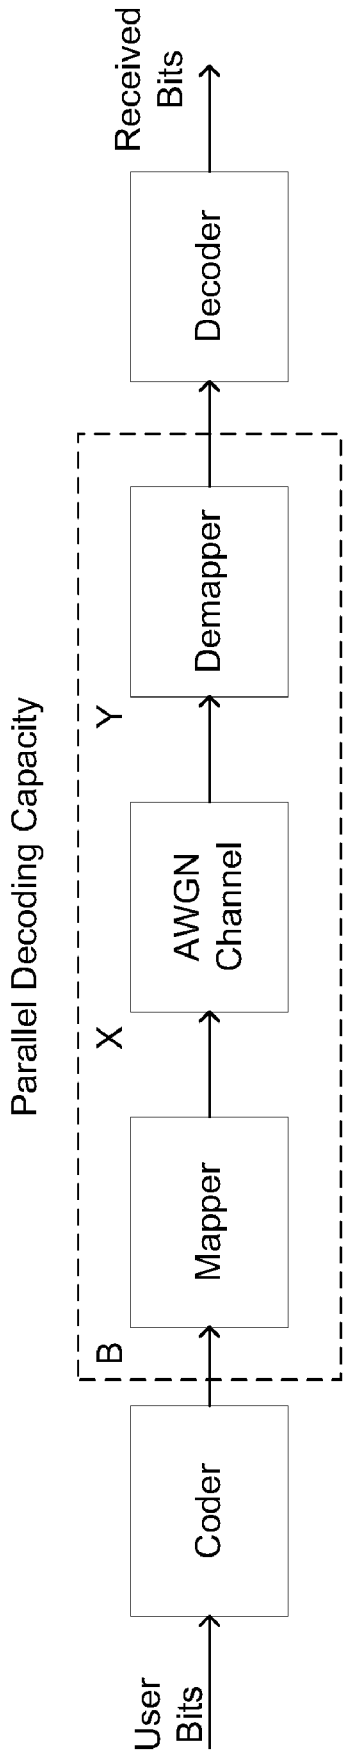 Parallel Decoding Capacity
User
Bits
Coder
B
Mapper
X
AWGN
Channel
Y
Demapper
Decoder
Received
Bits